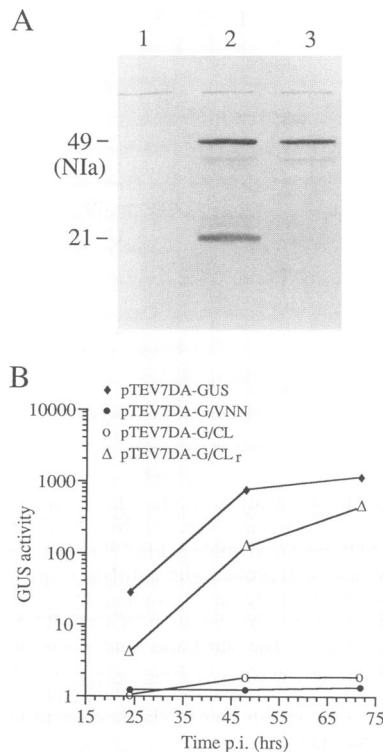 A
1 2 3
49 –
(NIa)
21 –
B
♦ pTEV7DA-GUS
● pTEV7DA-G/VNN
○ pTEV7DA-G/CL
△ pTEV7DA-G/CLr
10000
1000
100
10
1
GUS activity
15 25 35 45 55 65 75
Time p.i. (hrs)